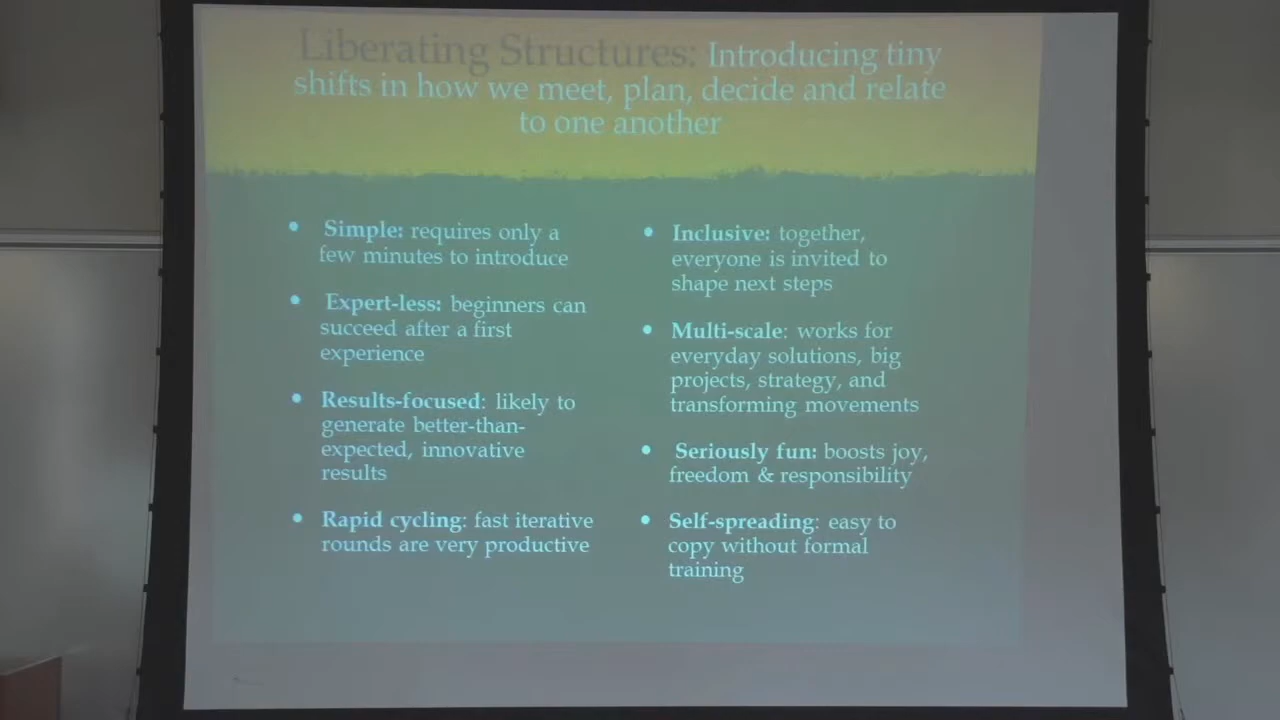 Liberating Structures: Introducing tiny
shifts in how we meet, plan, decide and relate
to one another
• Simple: requires only a
few minutes to introduce
• Expert-less: beginners can
succeed after a first
experience
• Results-focused: likely to
generate better-than-
expected, innovative
results
• Rapid cycling: fast iterative
rounds are very productive
• Inclusive: together,
everyone is invited to
shape next steps
• Multi-scale: works for
everyday solutions, big
projects, strategy, and
transforming movements
• Seriously fun: boosts joy,
freedom & responsibility
• Self-spreading: easy to
copy without formal
training